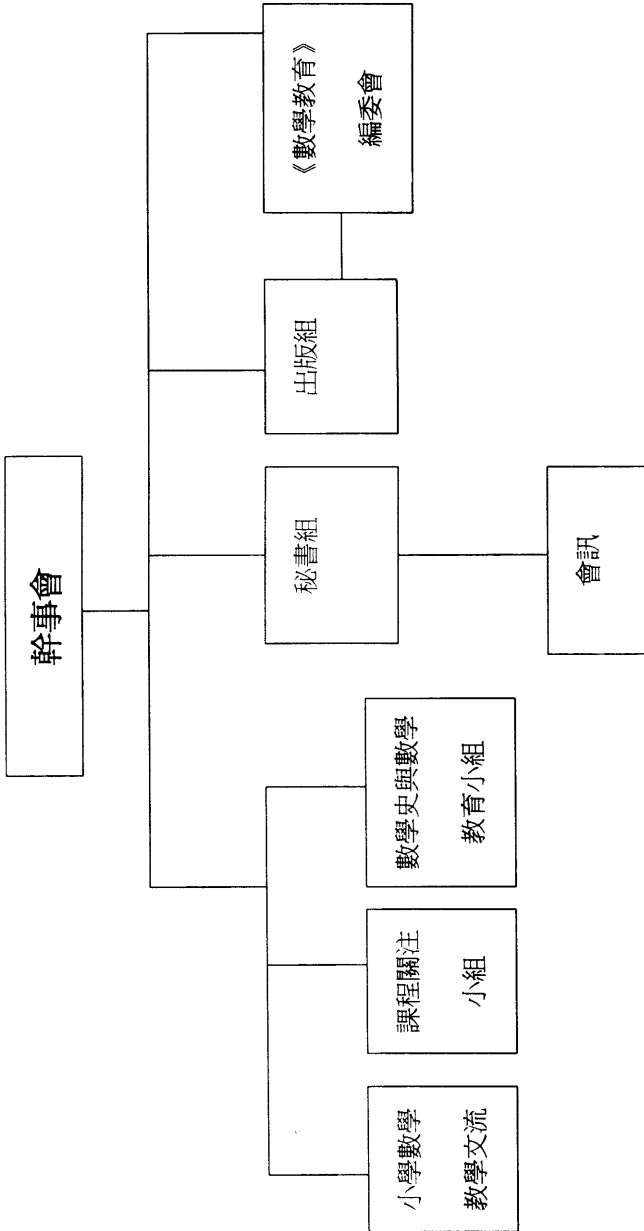 幹事會
小學數學
教學交流
課程關注
小組
數學史與數學
教育小組
秘書組
出版組
《數學教育》
編委會
會訊